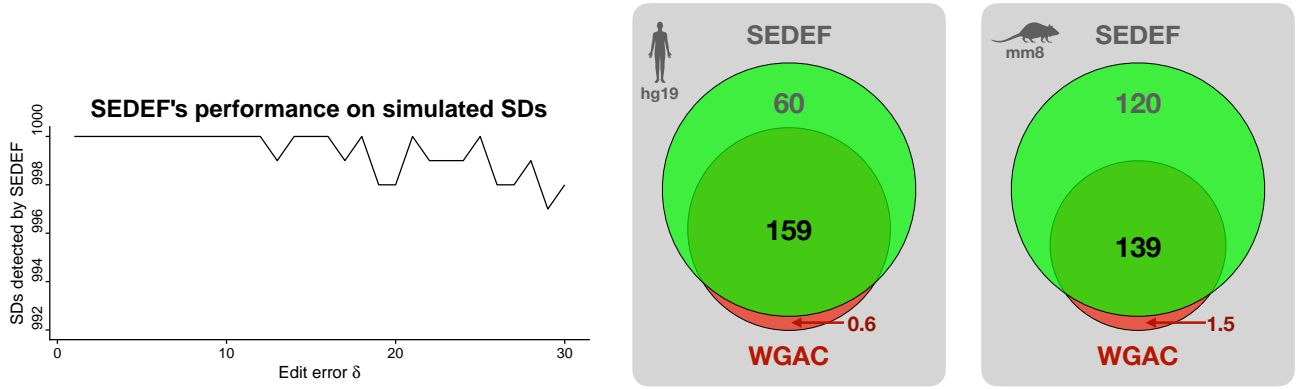 SEDEF's performance on simulated SDs
SDs detected by SEDEF
1000
998
996
994
992
0
10
20
30
Edit error δ
hg19
SEDEF
60
159
0.6
WGAC
mm8
SEDEF
120
139
1.5
WGAC